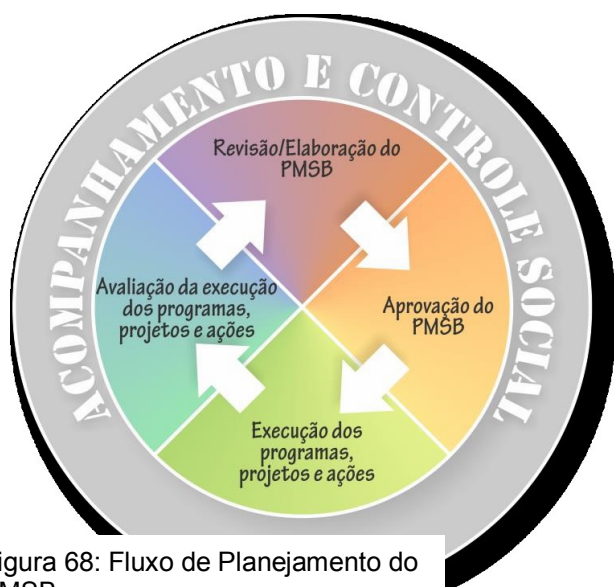 ACOMPANHAMENTO E CONTROLE SOCIAL
Revisão/Elaboração do
PMSB
Avaliação da execução
dos programas,
projetos e ações
Aprovação do
PMSB
Execução dos
programas,
projetos e ações
igura 68: Fluxo de Planejamento do